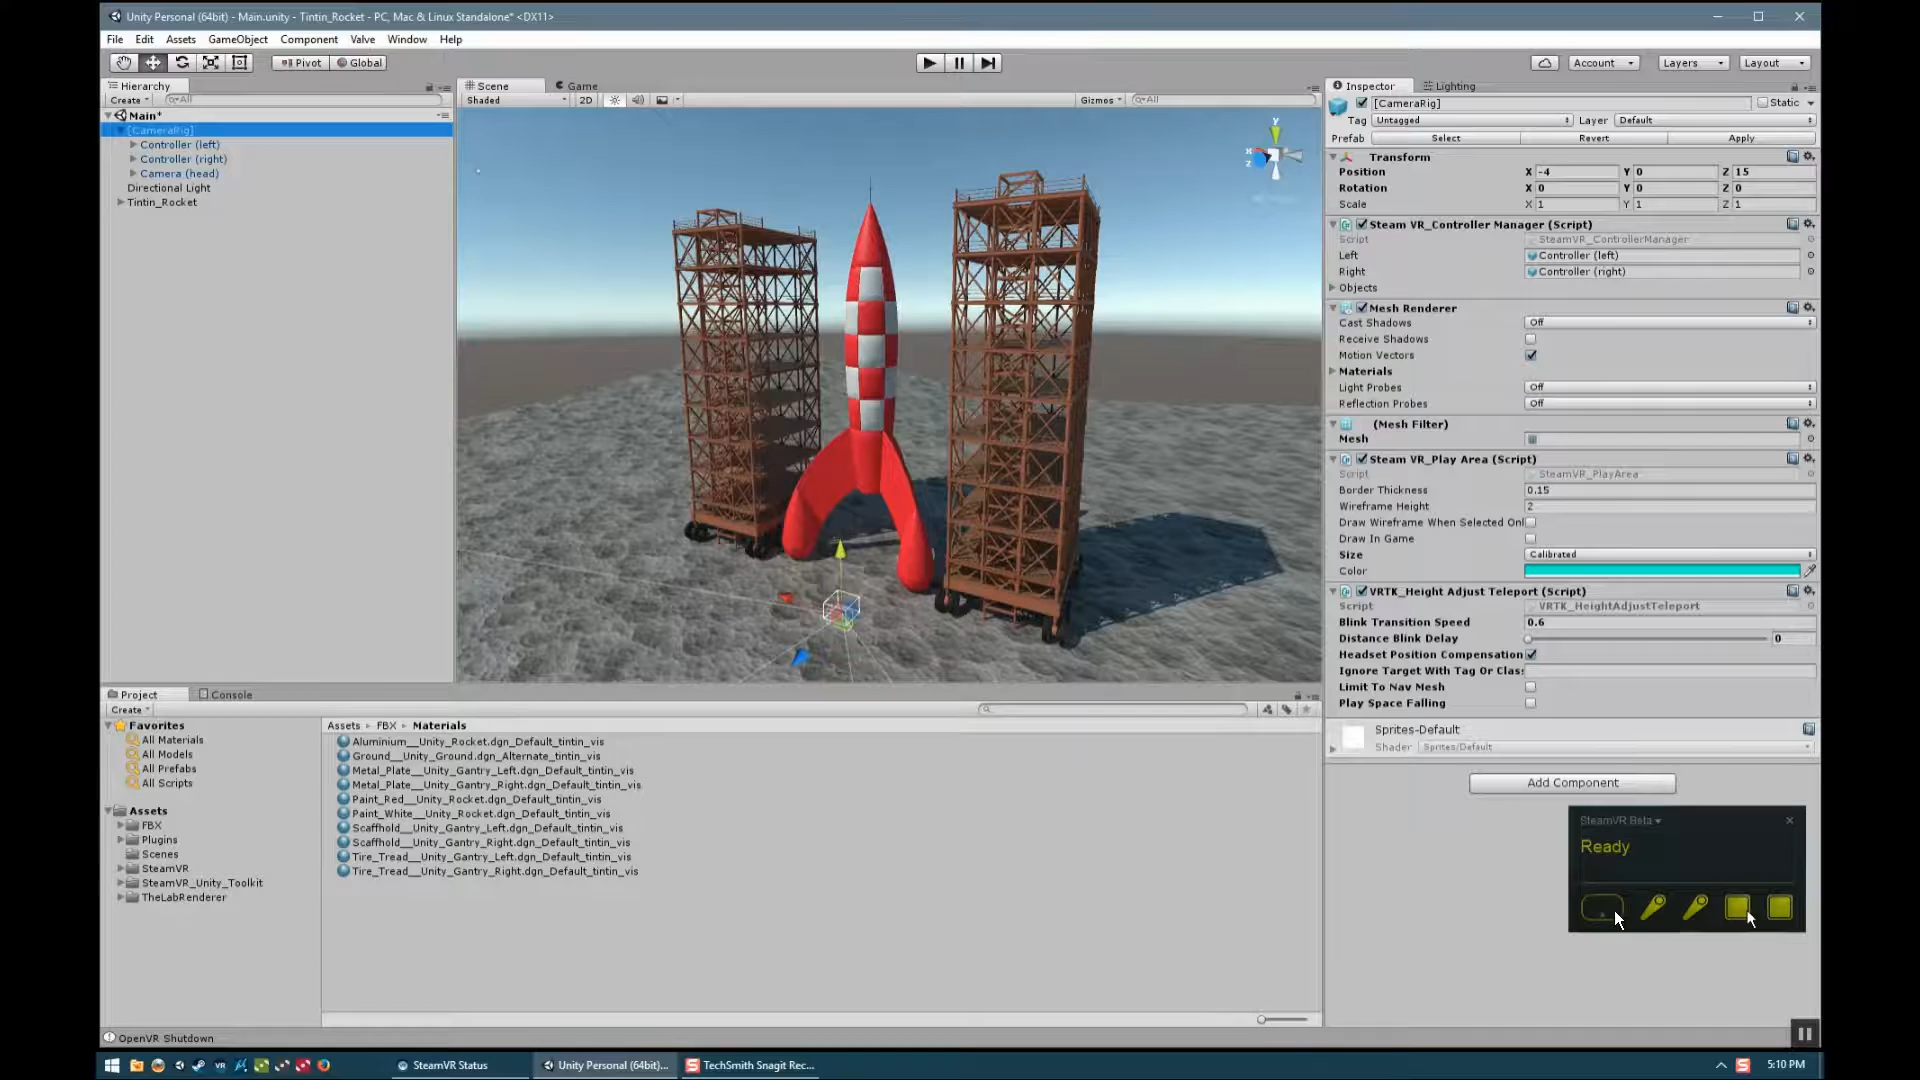 Unity Personal (64bit) - Main.unity - Tintin_Rocket - PC, Mac & Linux Standalone* <DX11>
File Edit Assets GameObject Component Valve Window Help
Pivot Global Account Layers Layout
Hierarchy
Create All
Main*
[CameraRig]
Controller (left)
Controller (right)
Camera (head)
Directional Light
Tintin_Rocket
Scene Game
Shaded 2D Gizmos All
y
x
z
Inspector Lighting
[CameraRig] Static
Tag Untagged Layer Default
Prefab Select Revert Apply
Transform
Position X -4 Y 0 Z 15
Rotation X 0 Y 0 Z 0
Scale X 1 Y 1 Z 1
Steam VR_Controller Manager (Script)
Script SteamVR_ControllerManager
Left Controller (left)
Right Controller (right)
Objects
Mesh Renderer
Cast Shadows Off
Receive Shadows
Motion Vectors
Materials
Light Probes Off
Reflection Probes Off
(Mesh Filter)
Mesh
Steam VR_Play Area (Script)
Script SteamVR_PlayArea
Border Thickness 0.15
Wireframe Height 2
Draw Wireframe When Selected Onl
Draw In Game
Size Calibrated
Color
VRTK_Height Adjust Teleport (Script)
Script VRTK_HeightAdjustTeleport
Blink Transition Speed 0.6
Distance Blink Delay 0
Headset Position Compensation
Ignore Target With Tag Or Clas
Limit To Nav Mesh
Play Space Falling
Sprites-Default
Shader Sprites/Default
Add Component
SteamVR Beta
Ready
Project Console
Create
Favorites
All Materials
All Models
All Prefabs
All Scripts
Assets
FBX
Plugins
Scenes
SteamVR
SteamVR_Unity_Toolkit
TheLabRenderer
Assets FBX Materials
Aluminium__Unity_Rocket.dgn_Default_tintin_vis
Ground__Unity_Ground.dgn_Alternate_tintin_vis
Metal_Plate__Unity_Gantry_Left.dgn_Default_tintin_vis
Metal_Plate__Unity_Gantry_Right.dgn_Default_tintin_vis
Paint_Red__Unity_Rocket.dgn_Default_tintin_vis
Paint_White__Unity_Rocket.dgn_Default_tintin_vis
Scaffhold__Unity_Gantry_Left.dgn_Default_tintin_vis
Scaffhold__Unity_Gantry_Right.dgn_Default_tintin_vis
Tire_Tread__Unity_Gantry_Left.dgn_Default_tintin_vis
Tire_Tread__Unity_Gantry_Right.dgn_Default_tintin_vis
OpenVR Shutdown
VR SteamVR Status Unity Personal (64bit)... TechSmith Snagit Rec... 5:10 PM